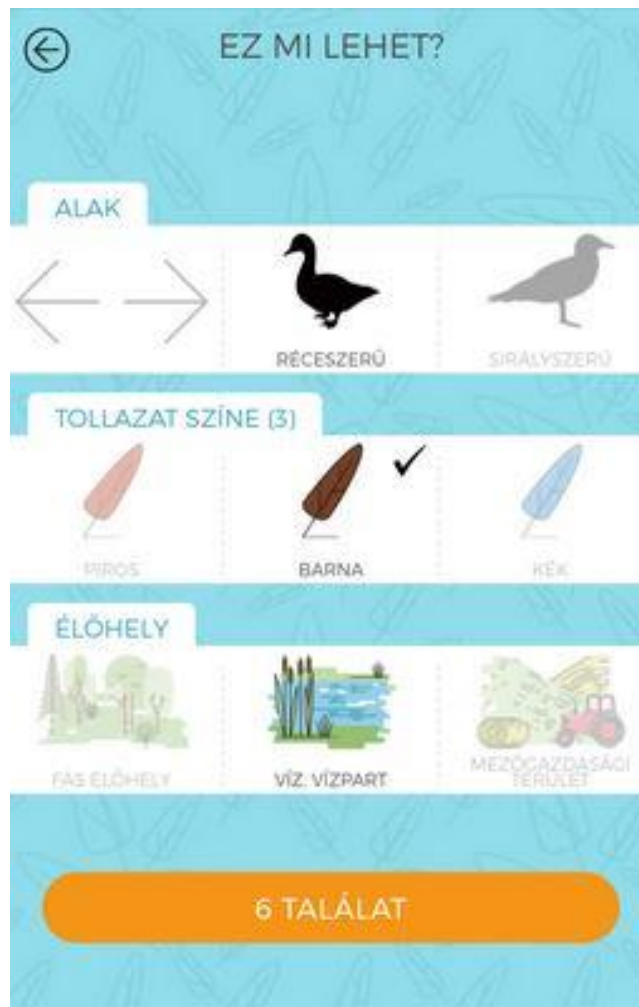 EZ MI LEHET?
ALAK
RÉCESZERŰ
SIRÁLYSZERŰ
TOLLAZAT SZÍNE (3)
PIROS
BARNA
KÉK
ÉLŐHELY
FÁS ÉLŐHELY
VÍZ, VÍZPART
MEZŐGAZDASÁGI
TERÜLET
6 TALÁLAT